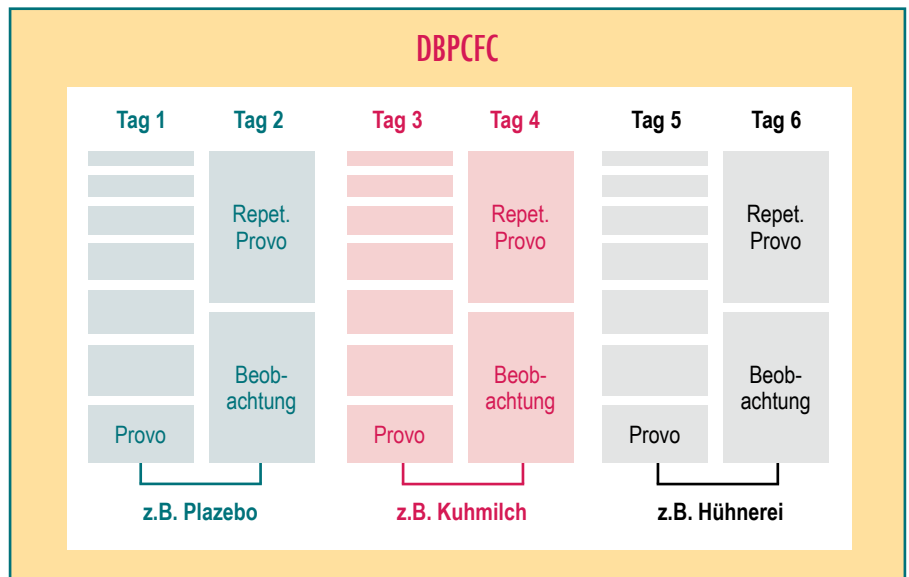 DBPCFC
Tag 1 Tag 2 Tag 3 Tag 4 Tag 5 Tag 6
Repet.
Provo
Repet.
Provo
Repet.
Provo
Beob-
achtung
Beob-
achtung
Beob-
achtung
Provo
Provo
Provo
z.B. Plazebo
z.B. Kuhmilch
z.B. Hühnerei